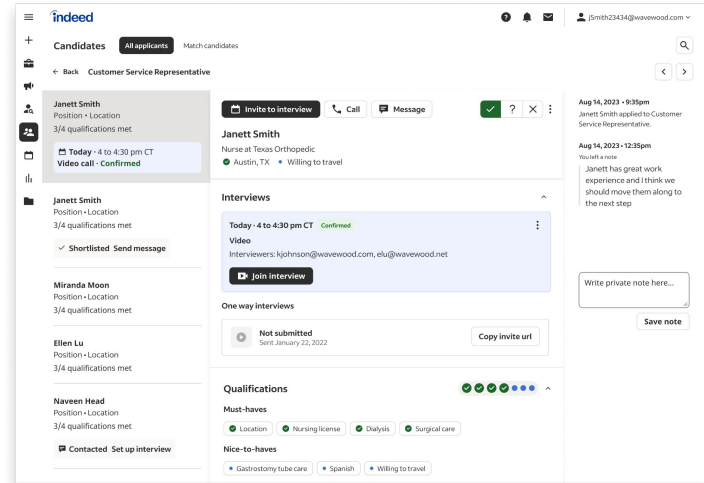 indeed
j5mith23434@wavewood.com
Candidates
All applicants
Match candidates
← Back Customer Service Representative
Janett Smith
Position • Location
3/4 qualifications met
Today · 4 to 4:30 pm CT
Video call · Confirmed
Janett Smith
Position • Location
3/4 qualifications met
Shortlisted Send message
Miranda Moon
Position • Location
3/4 qualifications met
Ellen Lu
Position • Location
3/4 qualifications met
Naveen Head
Position • Location
3/4 qualifications met
Contacted Set up interview
Invite to interview
Call
Message
?
Janett Smith
Nurse at Texas Orthopedic
Austin, TX • Willing to travel
Interviews
Today · 4 to 4:30 pm CT Confirmed
Video
Interviewers: kjohnson@wavewood.com, elu@wavewood.net
Join interview
One way interviews
Not submitted
Sent January 22, 2022
Copy invite url
Qualifications
Must-haves
Location
Nursing license
Dialysis
Surgical care
Nice-to-haves
• Gastrostomy tube care
• Spanish
• Willing to travel
Aug 14, 2023 • 9:35pm
Janett Smith applied to Customer
Service Representative.
Aug 14, 2023 • 12:35pm
You left a note
Janett has great work
experience and I think we
should move them along to
the next step
Write private note here...
Save note